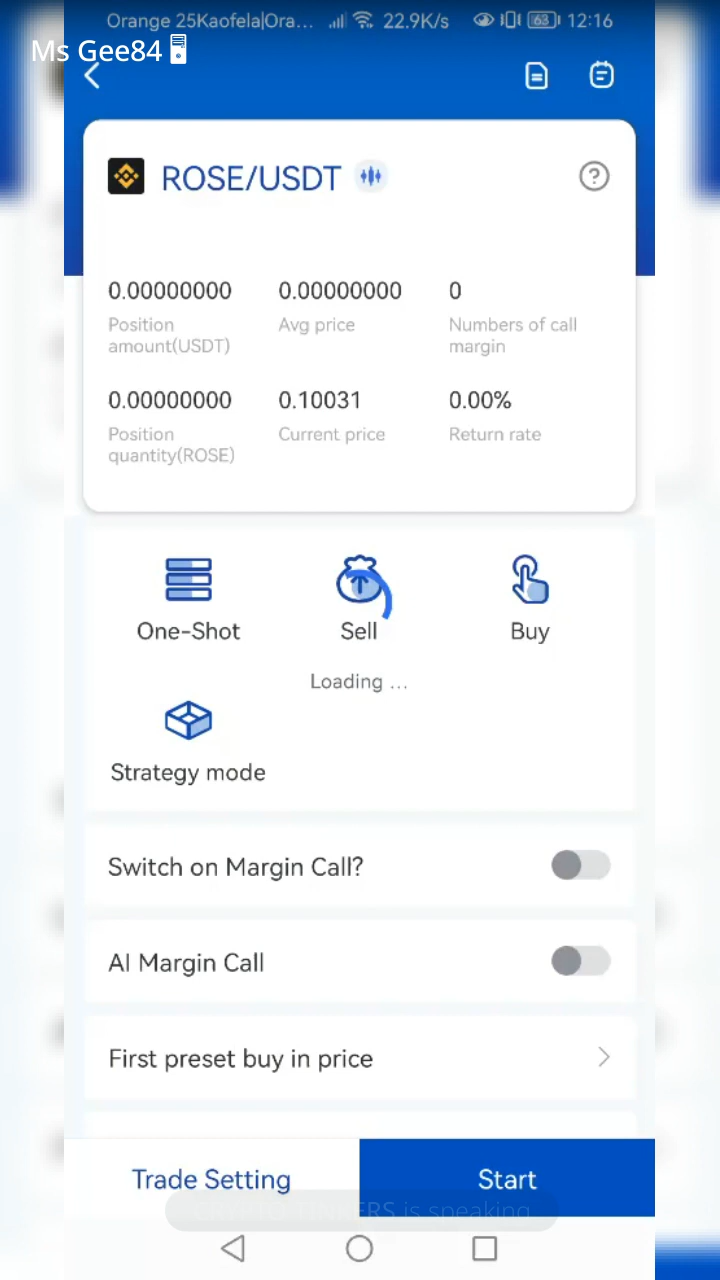 Orange 25Kaofela|Ora... 22.9K/s 63 12:16
Ms Gee84
ROSE/USDT
0.00000000 0.00000000 0
Position amount(USDT) Avg price Numbers of call margin
0.00000000 0.10031 0.00%
Position quantity(ROSE) Current price Return rate
One-Shot Sell Buy
Loading ...
Strategy mode
Switch on Margin Call?
AI Margin Call
First preset buy in price
Trade Setting Start
is speaking